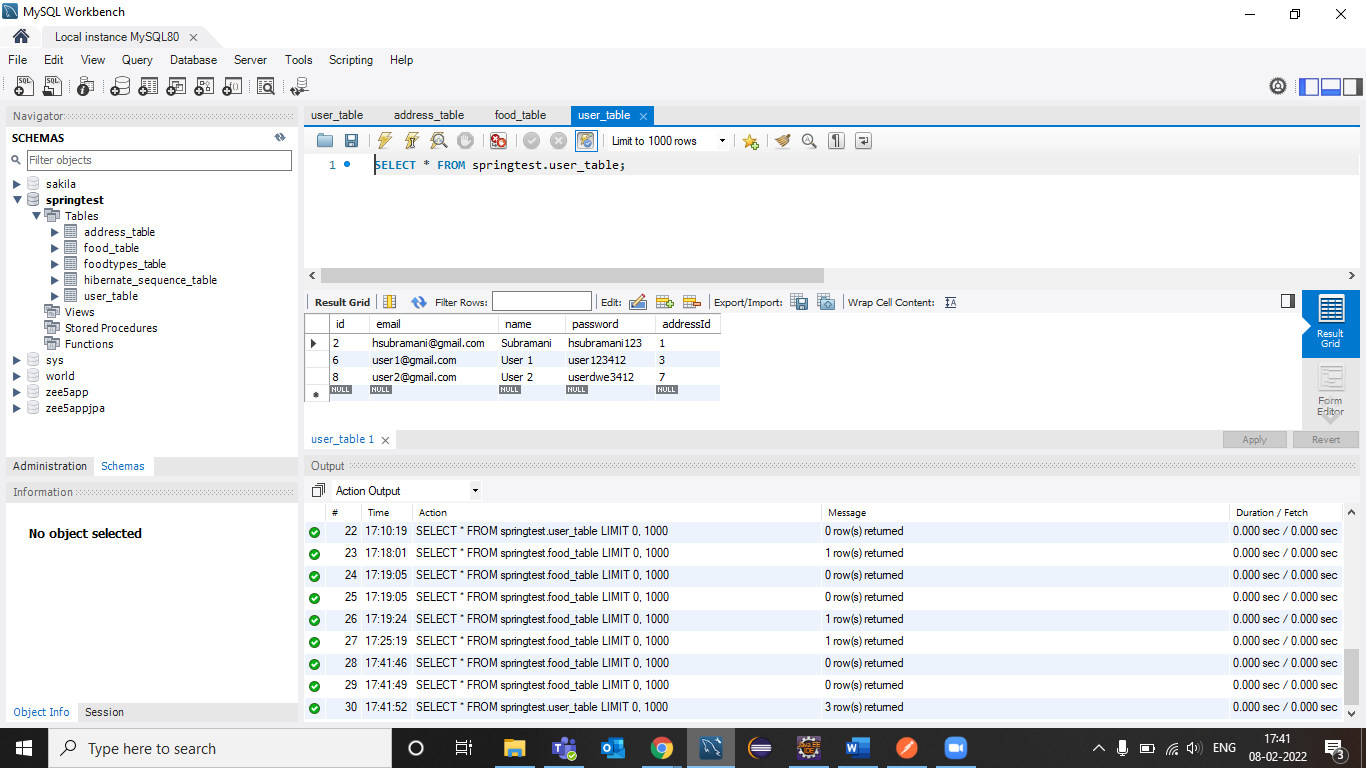 MySQL Workbench
Local instance MySQL80
File Edit View Query Database Server Tools Scripting Help
Navigator
SCHEMAS
Filter objects
sakila
springtest
Tables
address_table
food_table
foodtypes_table
hibernate_sequence_table
user_table
Views
Stored Procedures
Functions
sys
world
zee5app
zee5appjpa
Administration Schemas
Information
No object selected
Object Info Session
user_table address_table food_table user_table
Limit to 1000 rows
1 SELECT * FROM springtest.user_table;
Result Grid Filter Rows: Edit: Export/Import: Wrap Cell Content:
id email name password addressId
2 hsubramani@gmail.com Subramani hsubramani123 1
6 user1@gmail.com User 1 user123412 3
8 user2@gmail.com User 2 userdwe3412 7
NULL NULL NULL NULL NULL
Result
Grid
Form
Editor
user_table 1
Apply Revert
Output
Action Output
# Time Action Message Duration / Fetch
22 17:10:19 SELECT * FROM springtest.user_table LIMIT 0, 1000 0 row(s) returned 0.000 sec / 0.000 sec
23 17:18:01 SELECT * FROM springtest.food_table LIMIT 0, 1000 1 row(s) returned 0.000 sec / 0.000 sec
24 17:19:05 SELECT * FROM springtest.food_table LIMIT 0, 1000 0 row(s) returned 0.000 sec / 0.000 sec
25 17:19:05 SELECT * FROM springtest.food_table LIMIT 0, 1000 0 row(s) returned 0.000 sec / 0.000 sec
26 17:19:24 SELECT * FROM springtest.food_table LIMIT 0, 1000 1 row(s) returned 0.000 sec / 0.000 sec
27 17:25:19 SELECT * FROM springtest.food_table LIMIT 0, 1000 1 row(s) returned 0.000 sec / 0.000 sec
28 17:41:46 SELECT * FROM springtest.food_table LIMIT 0, 1000 0 row(s) returned 0.000 sec / 0.000 sec
29 17:41:49 SELECT * FROM springtest.food_table LIMIT 0, 1000 0 row(s) returned 0.000 sec / 0.000 sec
30 17:41:52 SELECT * FROM springtest.user_table LIMIT 0, 1000 3 row(s) returned 0.000 sec / 0.000 sec
Type here to search
ENG
17:41
08-02-2022
3